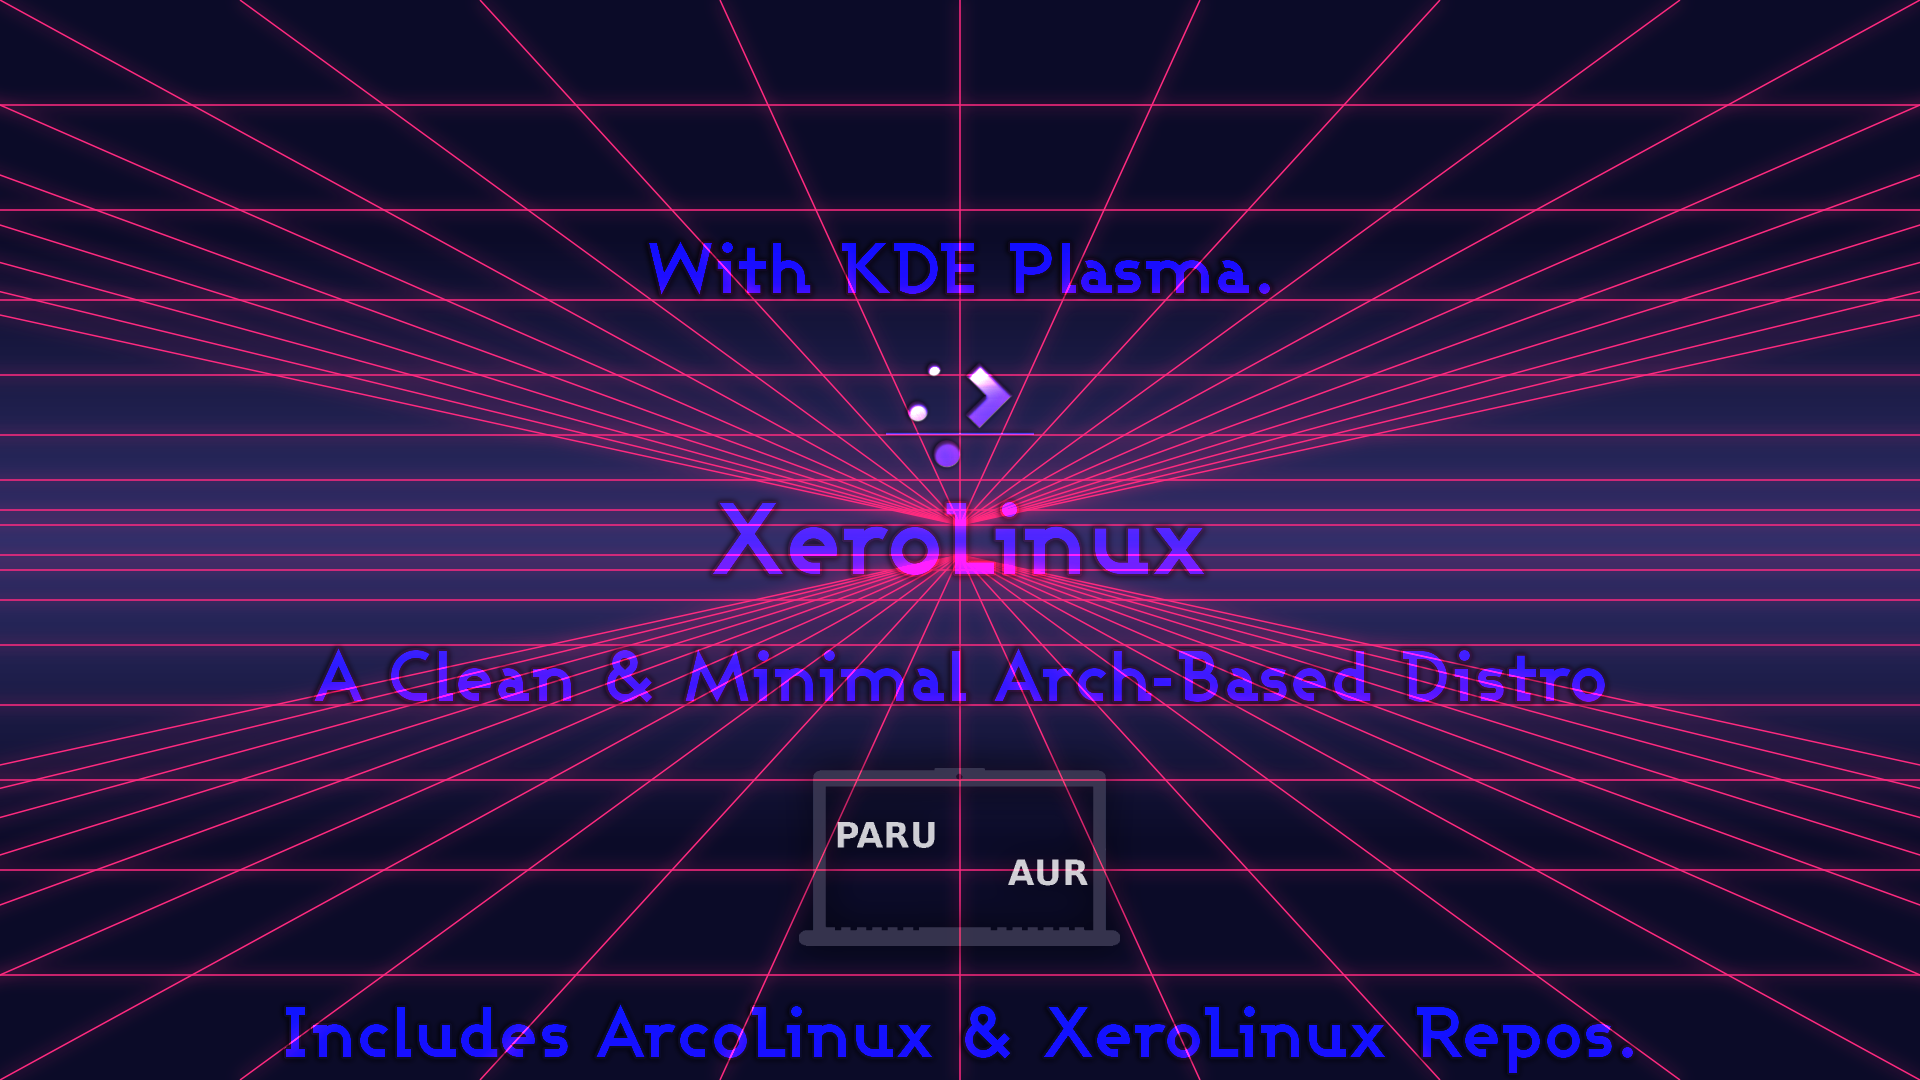 With KDE Plasma.
XeroLinux
A Clean & Minimal Arch-Based Distro
PARU
AUR
Includes ArcoLinux & XeroLinux Repos.